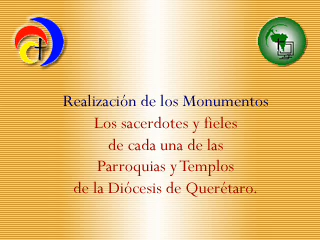 Realización de los Monumentos
Los sacerdotes y fieles
de cada una de las
Parroquias y Templos
de la Diócesis de Querétaro.